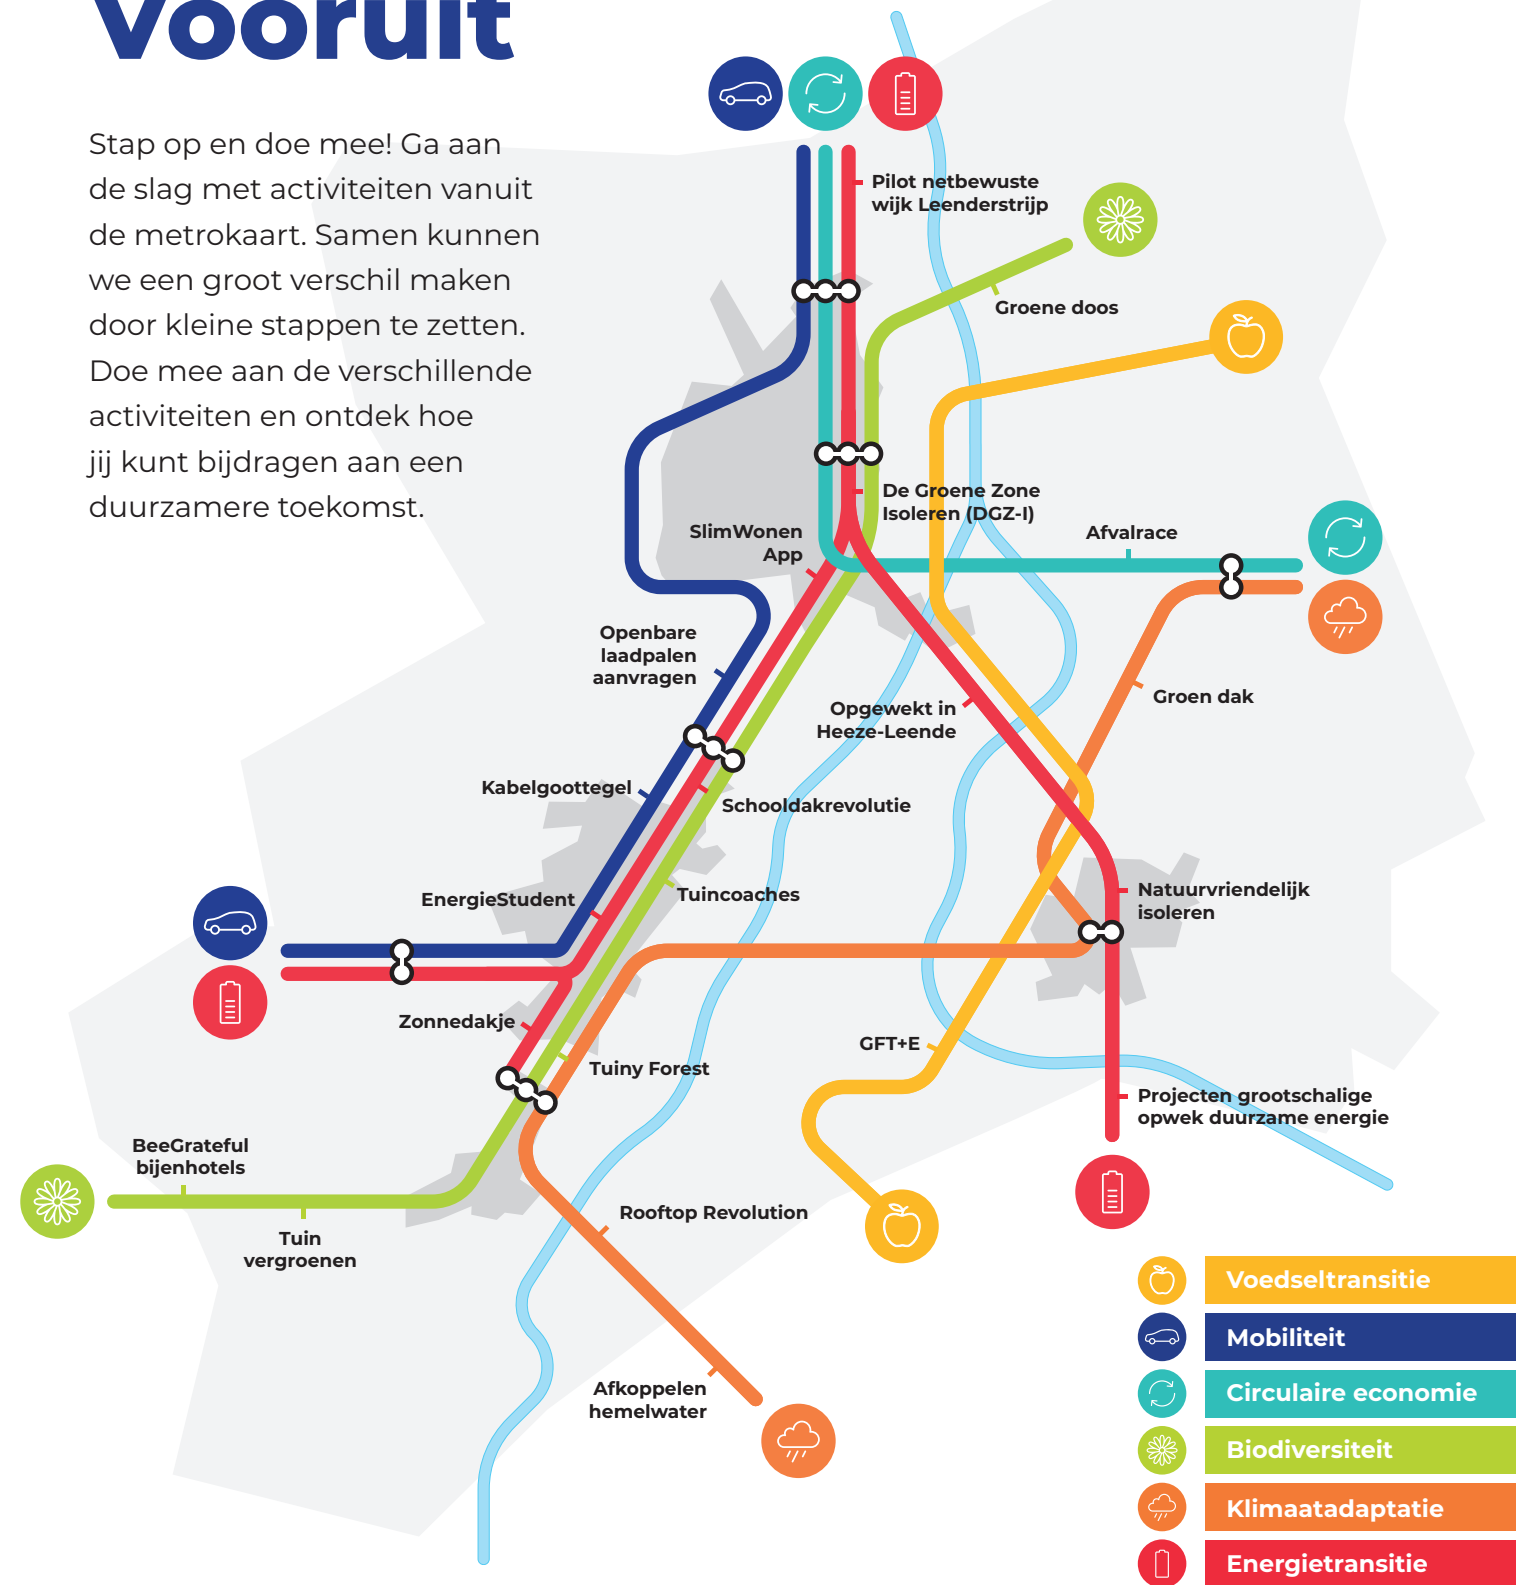 Vooruit
Stap op en doe mee! Ga aan
de slag met activiteiten vanuit
de metrokaart. Samen kunnen
we een groot verschil maken
door kleine stappen te zetten.
Doe mee aan de verschillende
activiteiten en ontdek hoe
jij kunt bijdragen aan een
duurzamere toekomst.
Pilot netbewuste
wijk Leenderstrijp
Groene doos
De Groene Zone
Isoleren (DGZ-I)
SlimWonen
App
Afvalrace
Openbare
laadpalen
aanvragen
Opgewekt in
Heeze-Leende
Groen dak
Kabelgoottegel
Schooldakrevolutie
EnergieStudent
Tuincoaches
Natuurvriendelijk
isoleren
Zonnedakje
Tuiny Forest
GFT+E
Projecten grootschalige
opwek duurzame energie
BeeGrateful
bijenhotels
Tuin
vergroenen
Rooftop Revolution
Afkoppelen
hemelwater
Voedseltransitie
Mobiliteit
Circulaire economie
Biodiversiteit
Klimaatadaptatie
Energietransitie